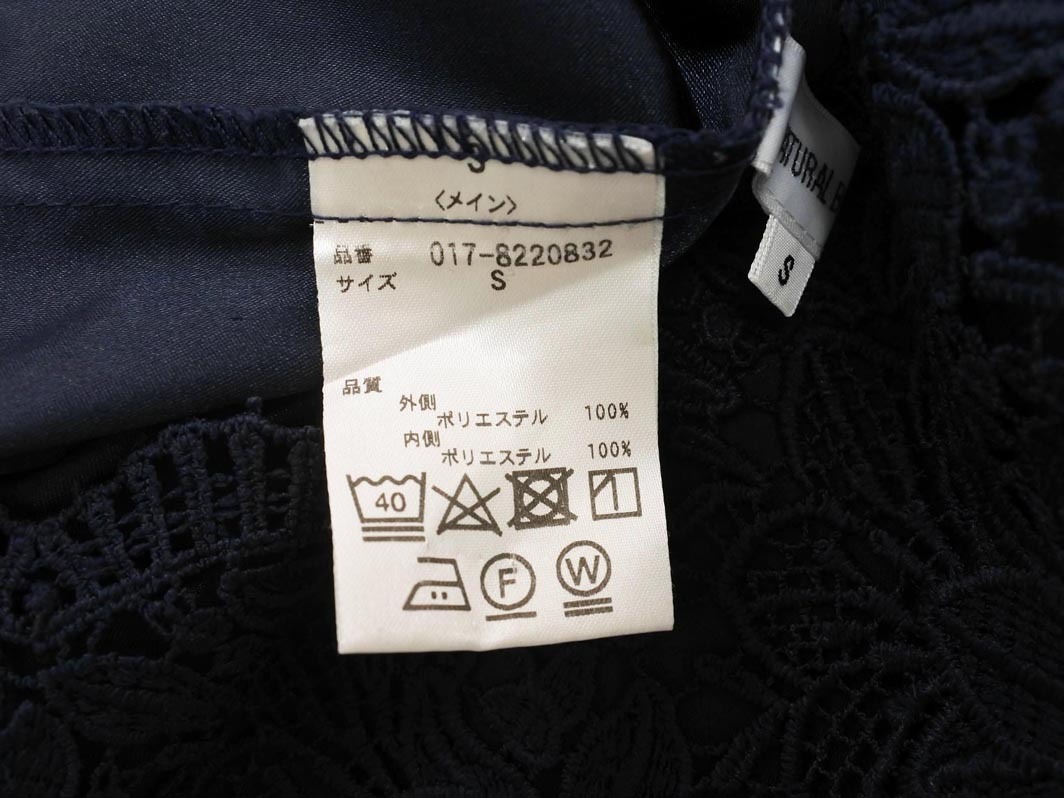 〈メイン〉
品番 017-8220832
サイズ S
品質
外側
ポリエステル 100%
内側
ポリエステル 100%
40
F W
S